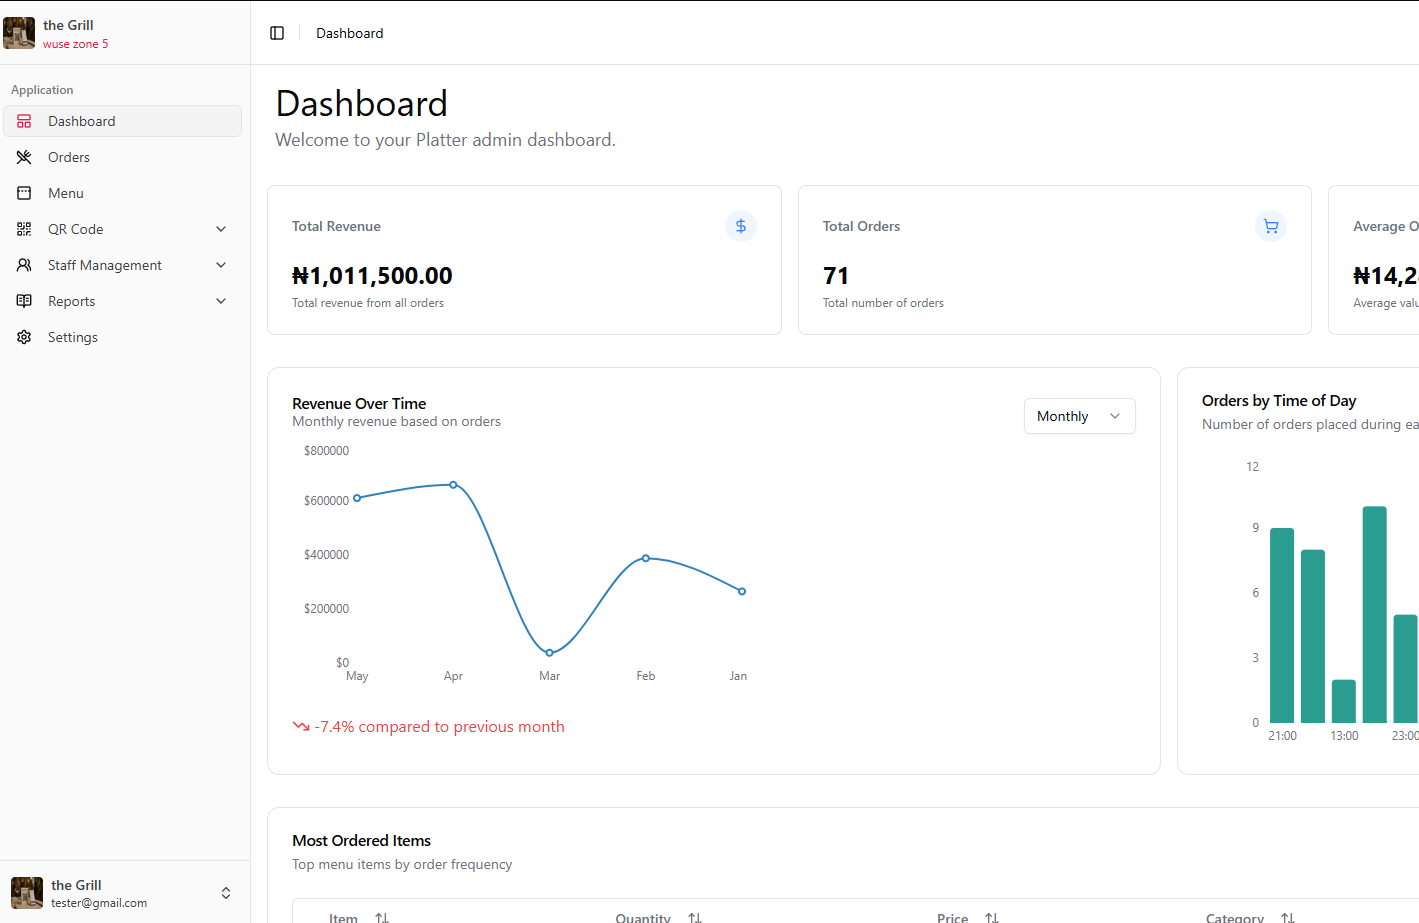 the Grill
wuse zone 5
Application
Dashboard
Orders
Menu
QR Code
Staff Management
Reports
Settings
the Grill
tester@gmail.com
Dashboard
Dashboard
Welcome to your Platter admin dashboard.
Total Revenue
₦1,011,500.00
Total revenue from all orders
Total Orders
71
Total number of orders
Average O
₦14,2
Average valu
Revenue Over Time
Monthly revenue based on orders
Monthly
$800000
$600000
$400000
$200000
$0
May Apr Mar Feb Jan
-7.4% compared to previous month
Orders by Time of Day
Number of orders placed during ea
12
9
6
3
0
21:00 13:00 23:00
Most Ordered Items
Top menu items by order frequency
Item Quantity Price Category